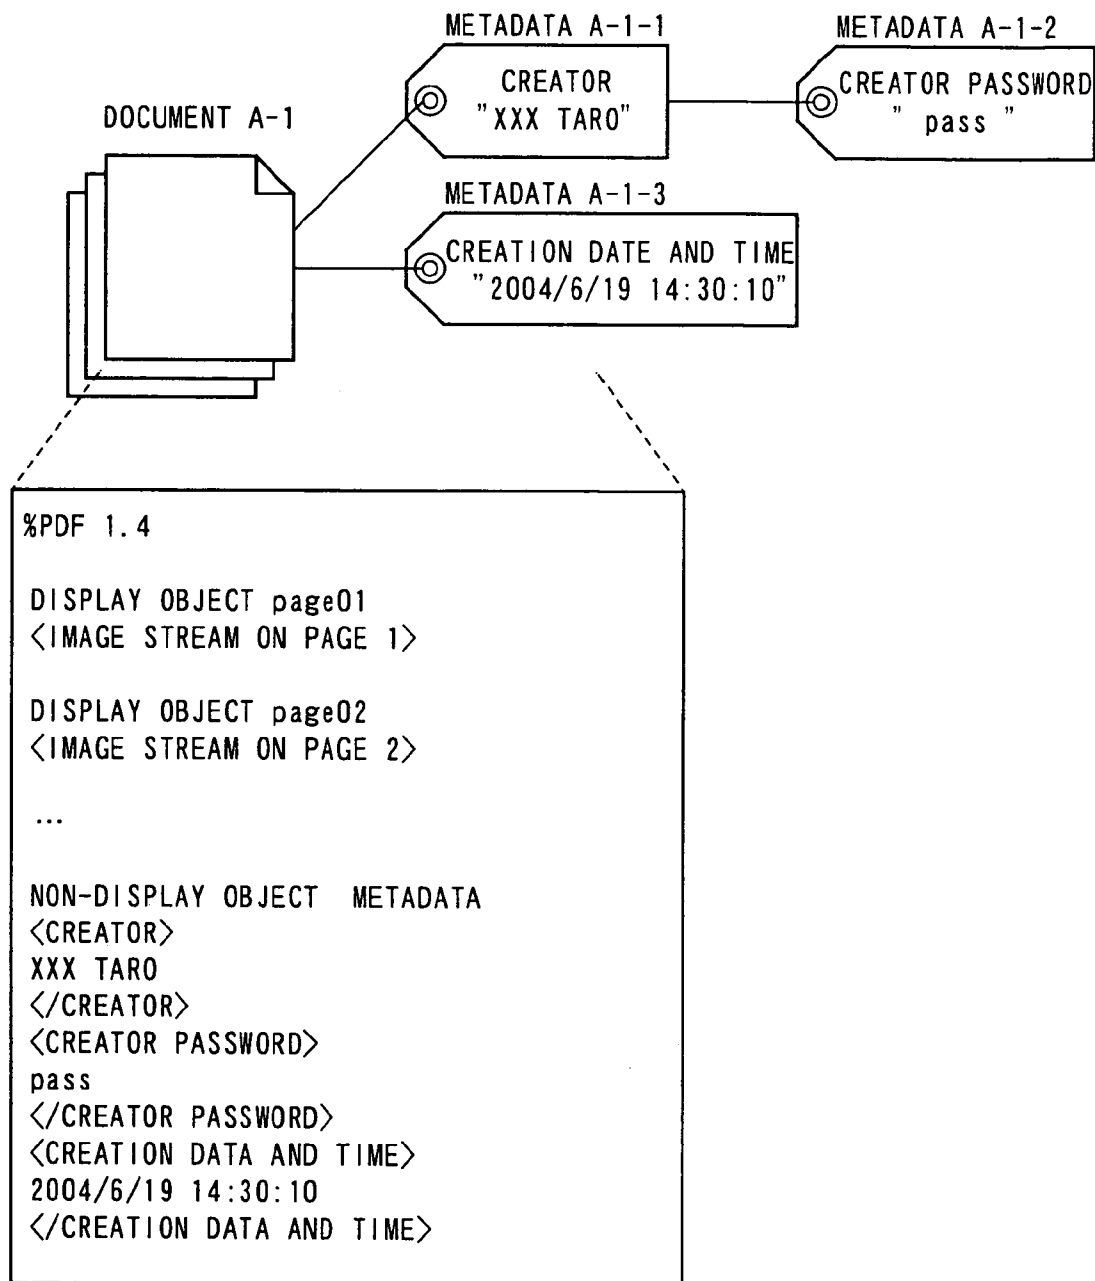 METADATA A-1-1
METADATA A-1-2
CREATOR
"XXX TARO"
CREATOR PASSWORD
" pass "
DOCUMENT A-1
METADATA A-1-3
CREATION DATE AND TIME
"2004/6/19 14:30:10"
%PDF 1.4
DISPLAY OBJECT page01
<IMAGE STREAM ON PAGE 1>
DISPLAY OBJECT page02
<IMAGE STREAM ON PAGE 2>
...
NON-DISPLAY OBJECT METADATA
<CREATOR>
XXX TARO
</CREATOR>
<CREATOR PASSWORD>
pass
</CREATOR PASSWORD>
<CREATION DATA AND TIME>
2004/6/19 14:30:10
</CREATION DATA AND TIME>